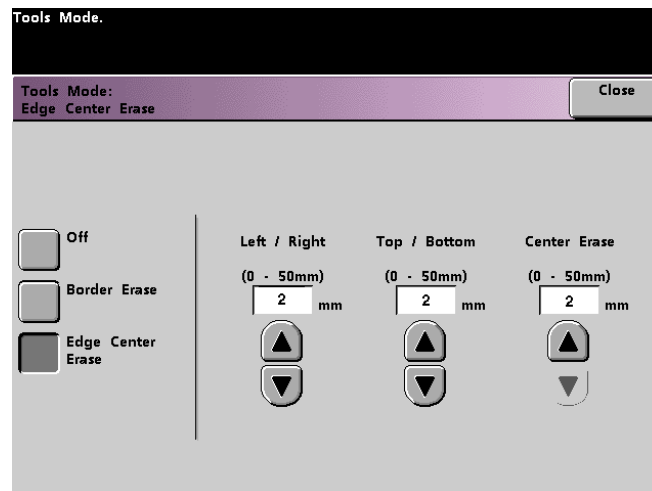 Tools Mode.
Tools Mode:
Edge Center Erase
Close
Off
Border Erase
Edge Center
Erase
Left / Right
Top / Bottom
Center Erase
(0 - 50mm)
(0 - 50mm)
(0 - 50mm)
2 mm
2 mm
2 mm